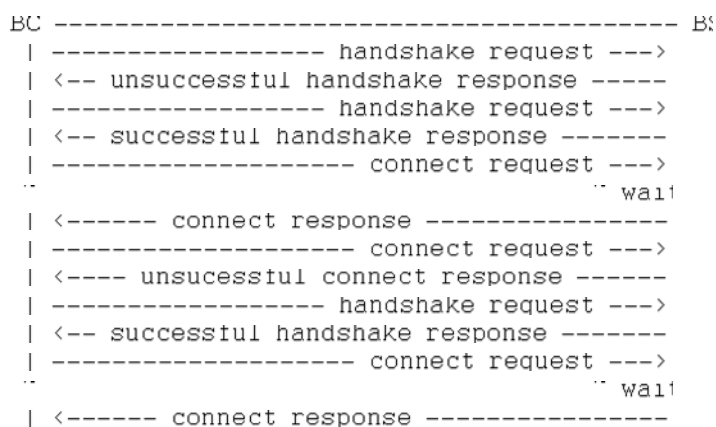 BC ------------------------------------------ BS
| ------------------ handshake request --->
| <-- unsuccessful handshake response -----
| ------------------ handshake request --->
| <-- successful handshake response -------
| -------------------- connect request --->
" " wait
| <------ connect response ----------------
| -------------------- connect request --->
| <---- unsucessful connect response ------
| ------------------ handshake request --->
| <-- successful handshake response -------
| -------------------- connect request --->
" " wait
| <------ connect response ----------------